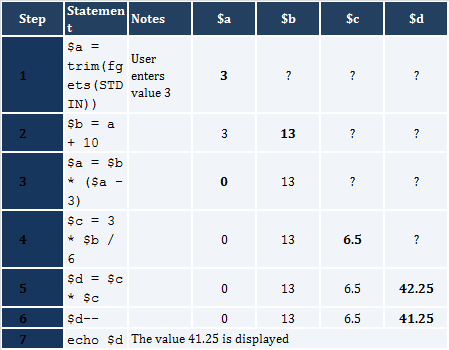 Step Statement Notes $a $b $c $d
1 $a = trim(fgets(STDIN)) User enters value 3 3 ? ? ?
2 $b = a + 10 3 13 ? ?
3 $a = $b * ($a - 3) 0 13 ? ?
4 $c = 3 * $b / 6 0 13 6.5 ?
5 $d = $c * $c 0 13 6.5 42.25
6 $d-- 0 13 6.5 41.25
7 echo $d The value 41.25 is displayed